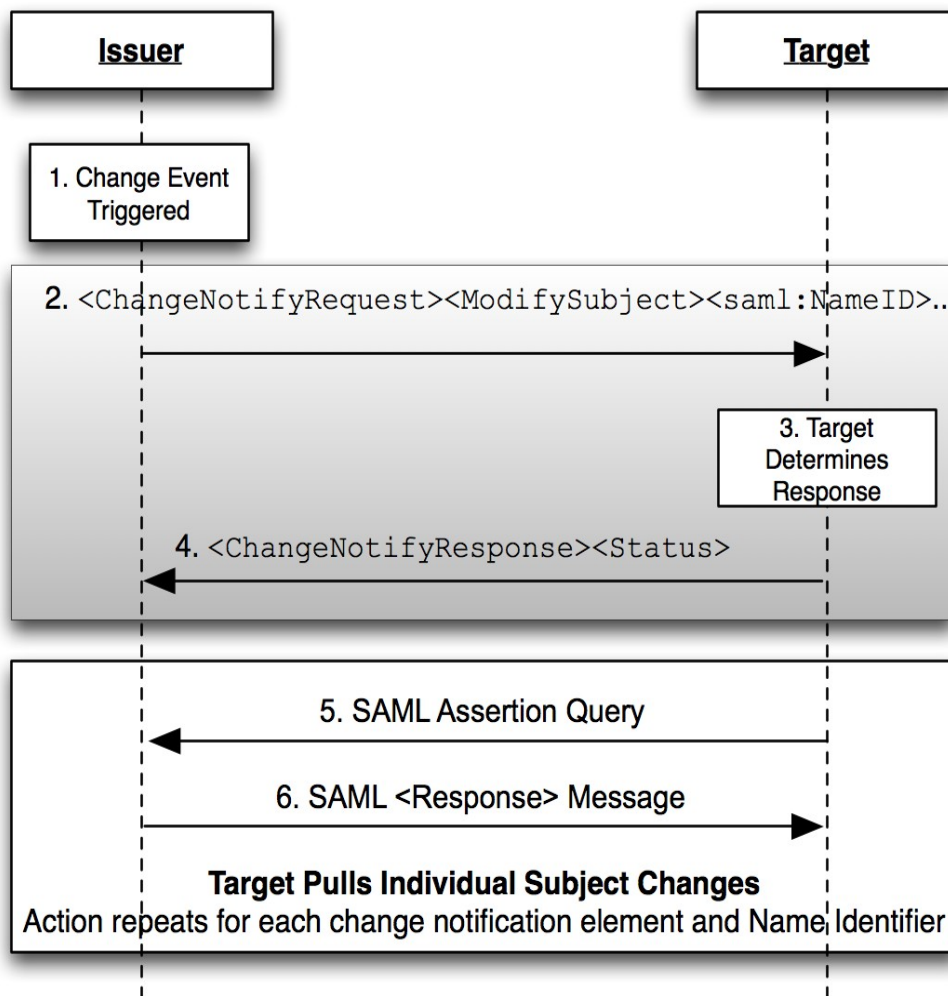 Issuer
Target
1. Change Event
Triggered
2. <ChangeNotifyRequest><ModifySubject><saml:NameID>..
3. Target
Determines
Response
4. <ChangeNotifyResponse><Status>
5. SAML Assertion Query
6. SAML <Response> Message
Target Pulls Individual Subject Changes
Action repeats for each change notification element and Name Identifier